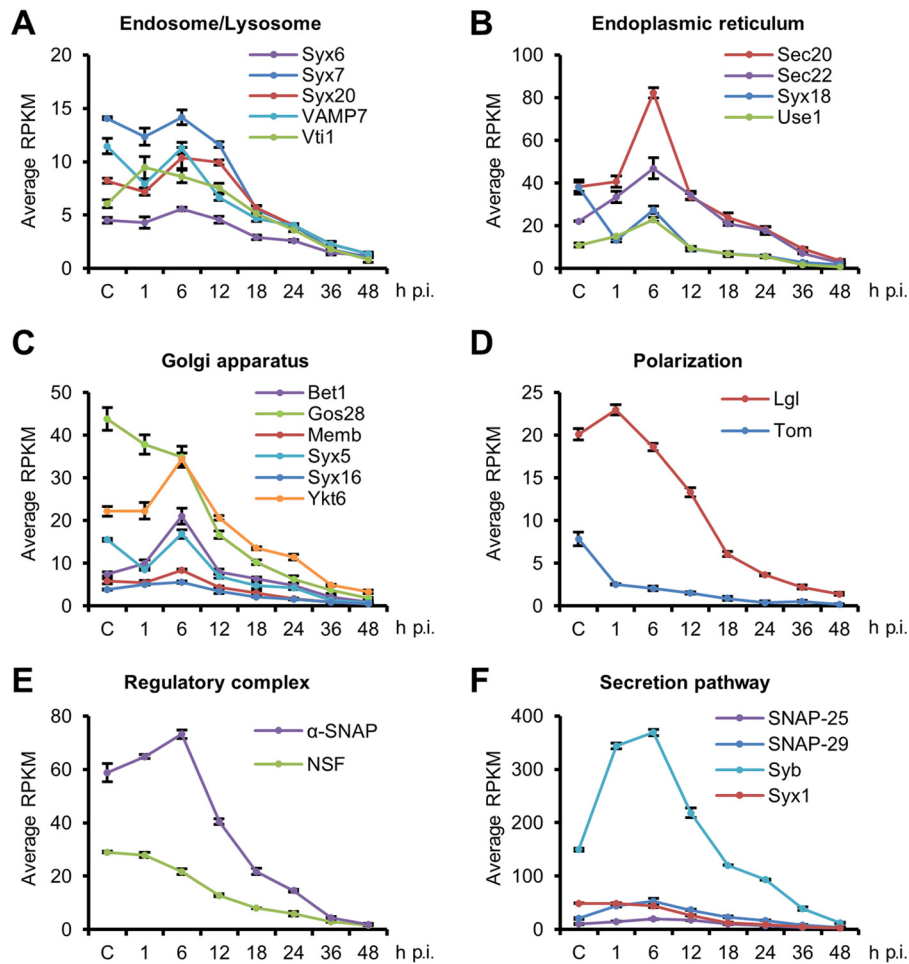 A Endosome/Lysosome
Average RPKM
20
15
10
5
0
Syx6
Syx7
Syx20
VAMP7
Vti1
C 1 6 12 18 24 36 48 h p.i.
B Endoplasmic reticulum
Average RPKM
100
80
60
40
20
0
Sec20
Sec22
Syx18
Use1
C 1 6 12 18 24 36 48 h p.i.
C Golgi apparatus
Average RPKM
50
40
30
20
10
0
Bet1
Gos28
Memb
Syx5
Syx16
Ykt6
C 1 6 12 18 24 36 48 h p.i.
D Polarization
Average RPKM
25
20
15
10
5
0
Lgl
Tom
C 1 6 12 18 24 36 48 h p.i.
E Regulatory complex
Average RPKM
80
60
40
20
0
α-SNAP
NSF
C 1 6 12 18 24 36 48 h p.i.
F Secretion pathway
Average RPKM
400
300
200
100
0
SNAP-25
SNAP-29
Syb
Syx1
C 1 6 12 18 24 36 48 h p.i.